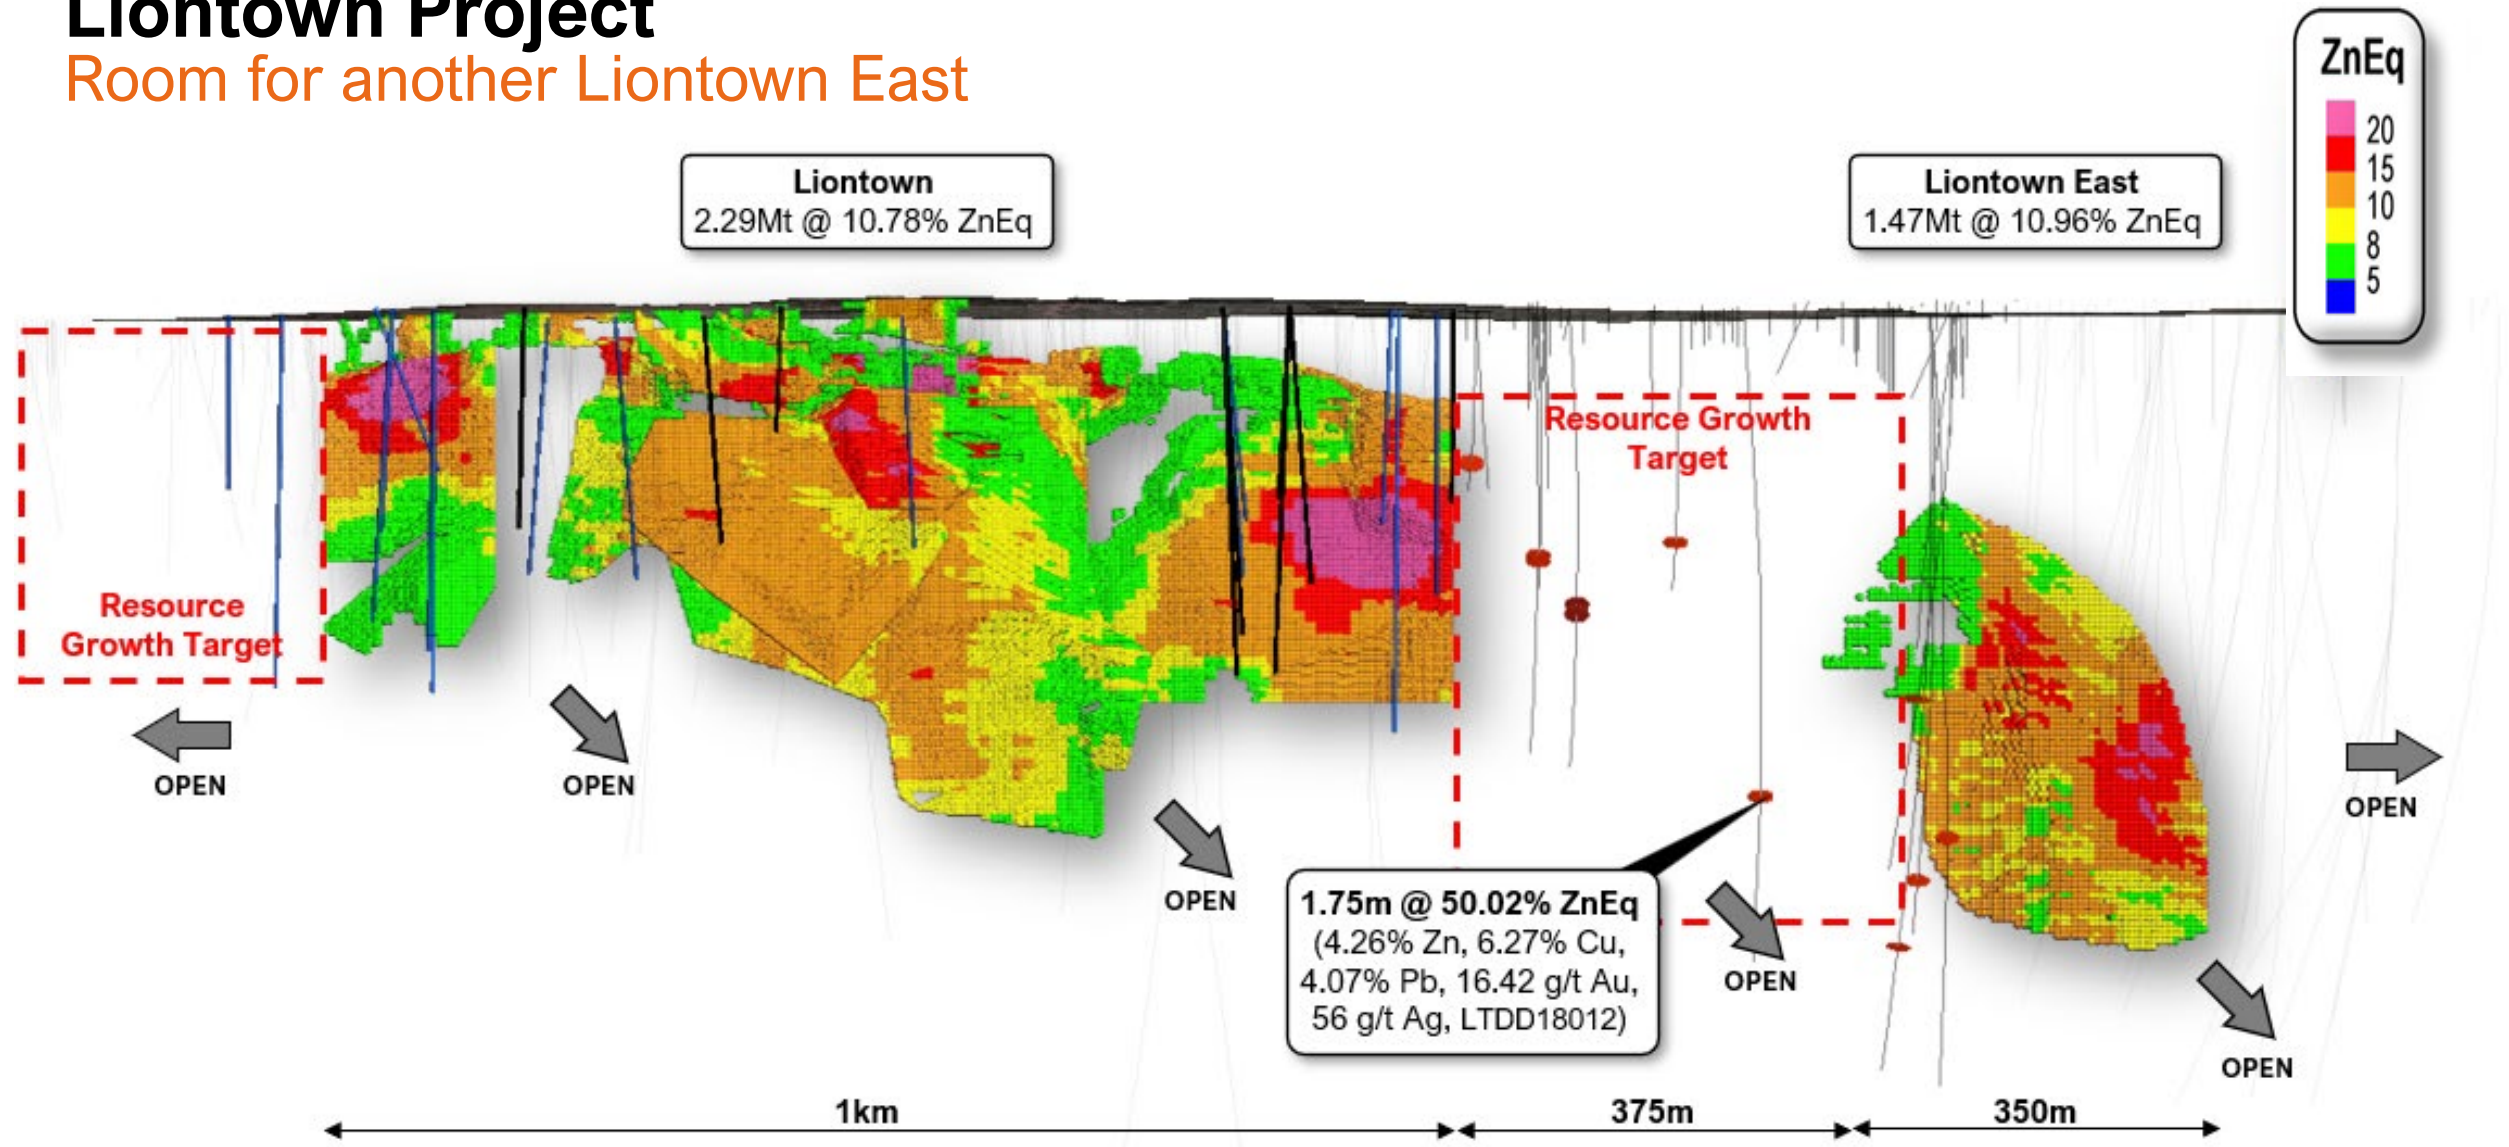 Liontown Project
Room for another Liontown East
ZnEq
20
15
10
8
5
Liontown
2.29Mt @ 10.78% ZnEq
Liontown East
1.47Mt @ 10.96% ZnEq
Resource Growth
Target
Resource
Growth Target
OPEN
OPEN
OPEN
OPEN
OPEN
OPEN
1.75m @ 50.02% ZnEq
(4.26% Zn, 6.27% Cu,
4.07% Pb, 16.42 g/t Au,
56 g/t Ag, LTDD18012)
1km
375m
350m